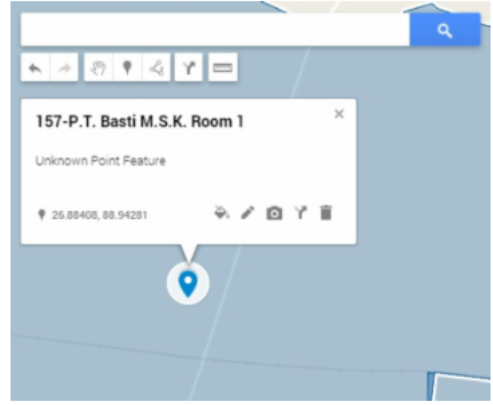 157-P.T. Basti M.S.K. Room 1
Unknown Point Feature
26.88408, 88.94281